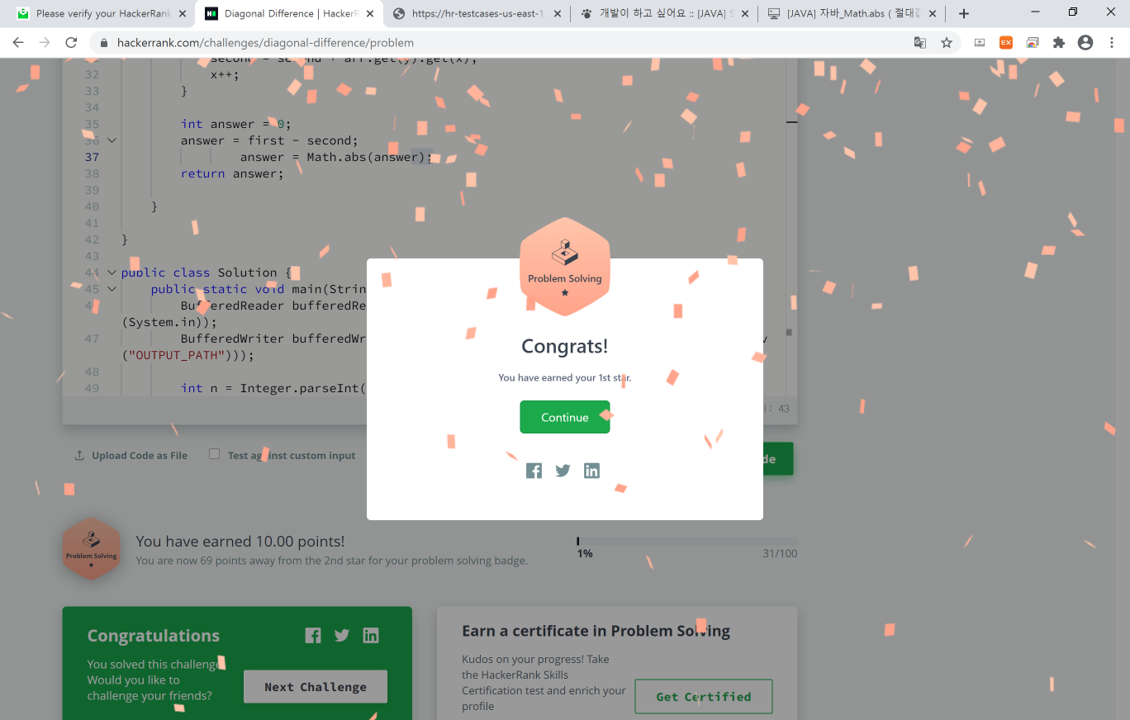 Please verify your HackerRank
Diagonal Difference | HackerR
https://hr-testcases-us-east-1
개발이 하고 싶어요 :: [JAVA] S
[JAVA] 자바_Math.abs ( 절대값
hackerrank.com/challenges/diagonal-difference/problem
32 x++;
33 }
34
35 int answer = 0;
36 answer = first - second;
37 answer = Math.abs(answer);
38 return answer;
39
40 }
41
42 }
43
44 public class Solution {
45 public static void main(Strin
46 BufferedReader bufferedRe
(System.in));
47 BufferedWriter bufferedWr
v
("OUTPUT_PATH")));
48
49 int n = Integer.parseInt(
: 43
Problem Solving
Congrats!
You have earned your 1st star.
Continue
Upload Code as File
Test against custom input
de
Problem Solving
You have earned 10.00 points!
You are now 69 points away from the 2nd star for your problem solving badge.
1%
31/100
Congratulations
You solved this challenge.
Would you like to
challenge your friends?
Next Challenge
Earn a certificate in Problem Solving
Kudos on your progress! Take
the HackerRank Skills
Certification test and enrich your
profile
Get Certified